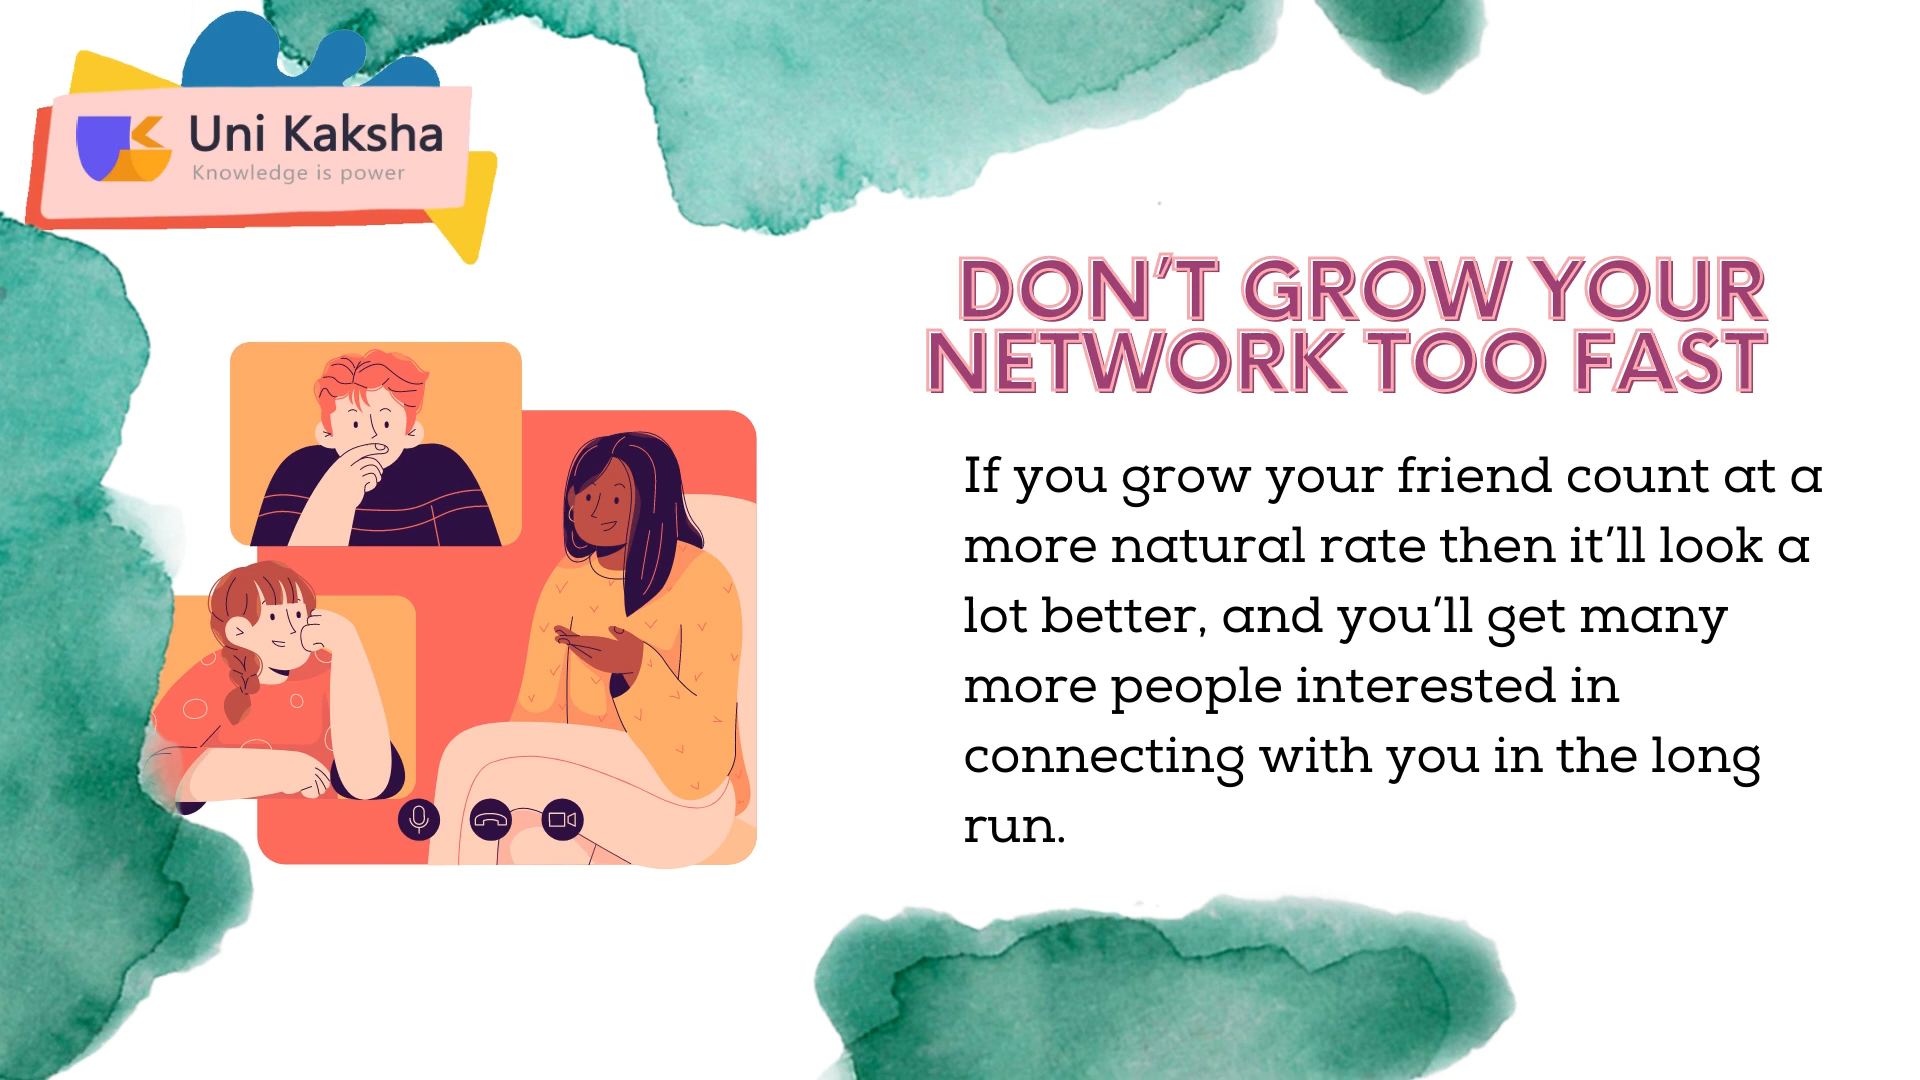 Uni Kaksha
Knowledge is power
DON’T GROW YOUR
NETWORK TOO FAST
If you grow your friend count at a
more natural rate then it’ll look a
lot better, and you’ll get many
more people interested in
connecting with you in the long
run.